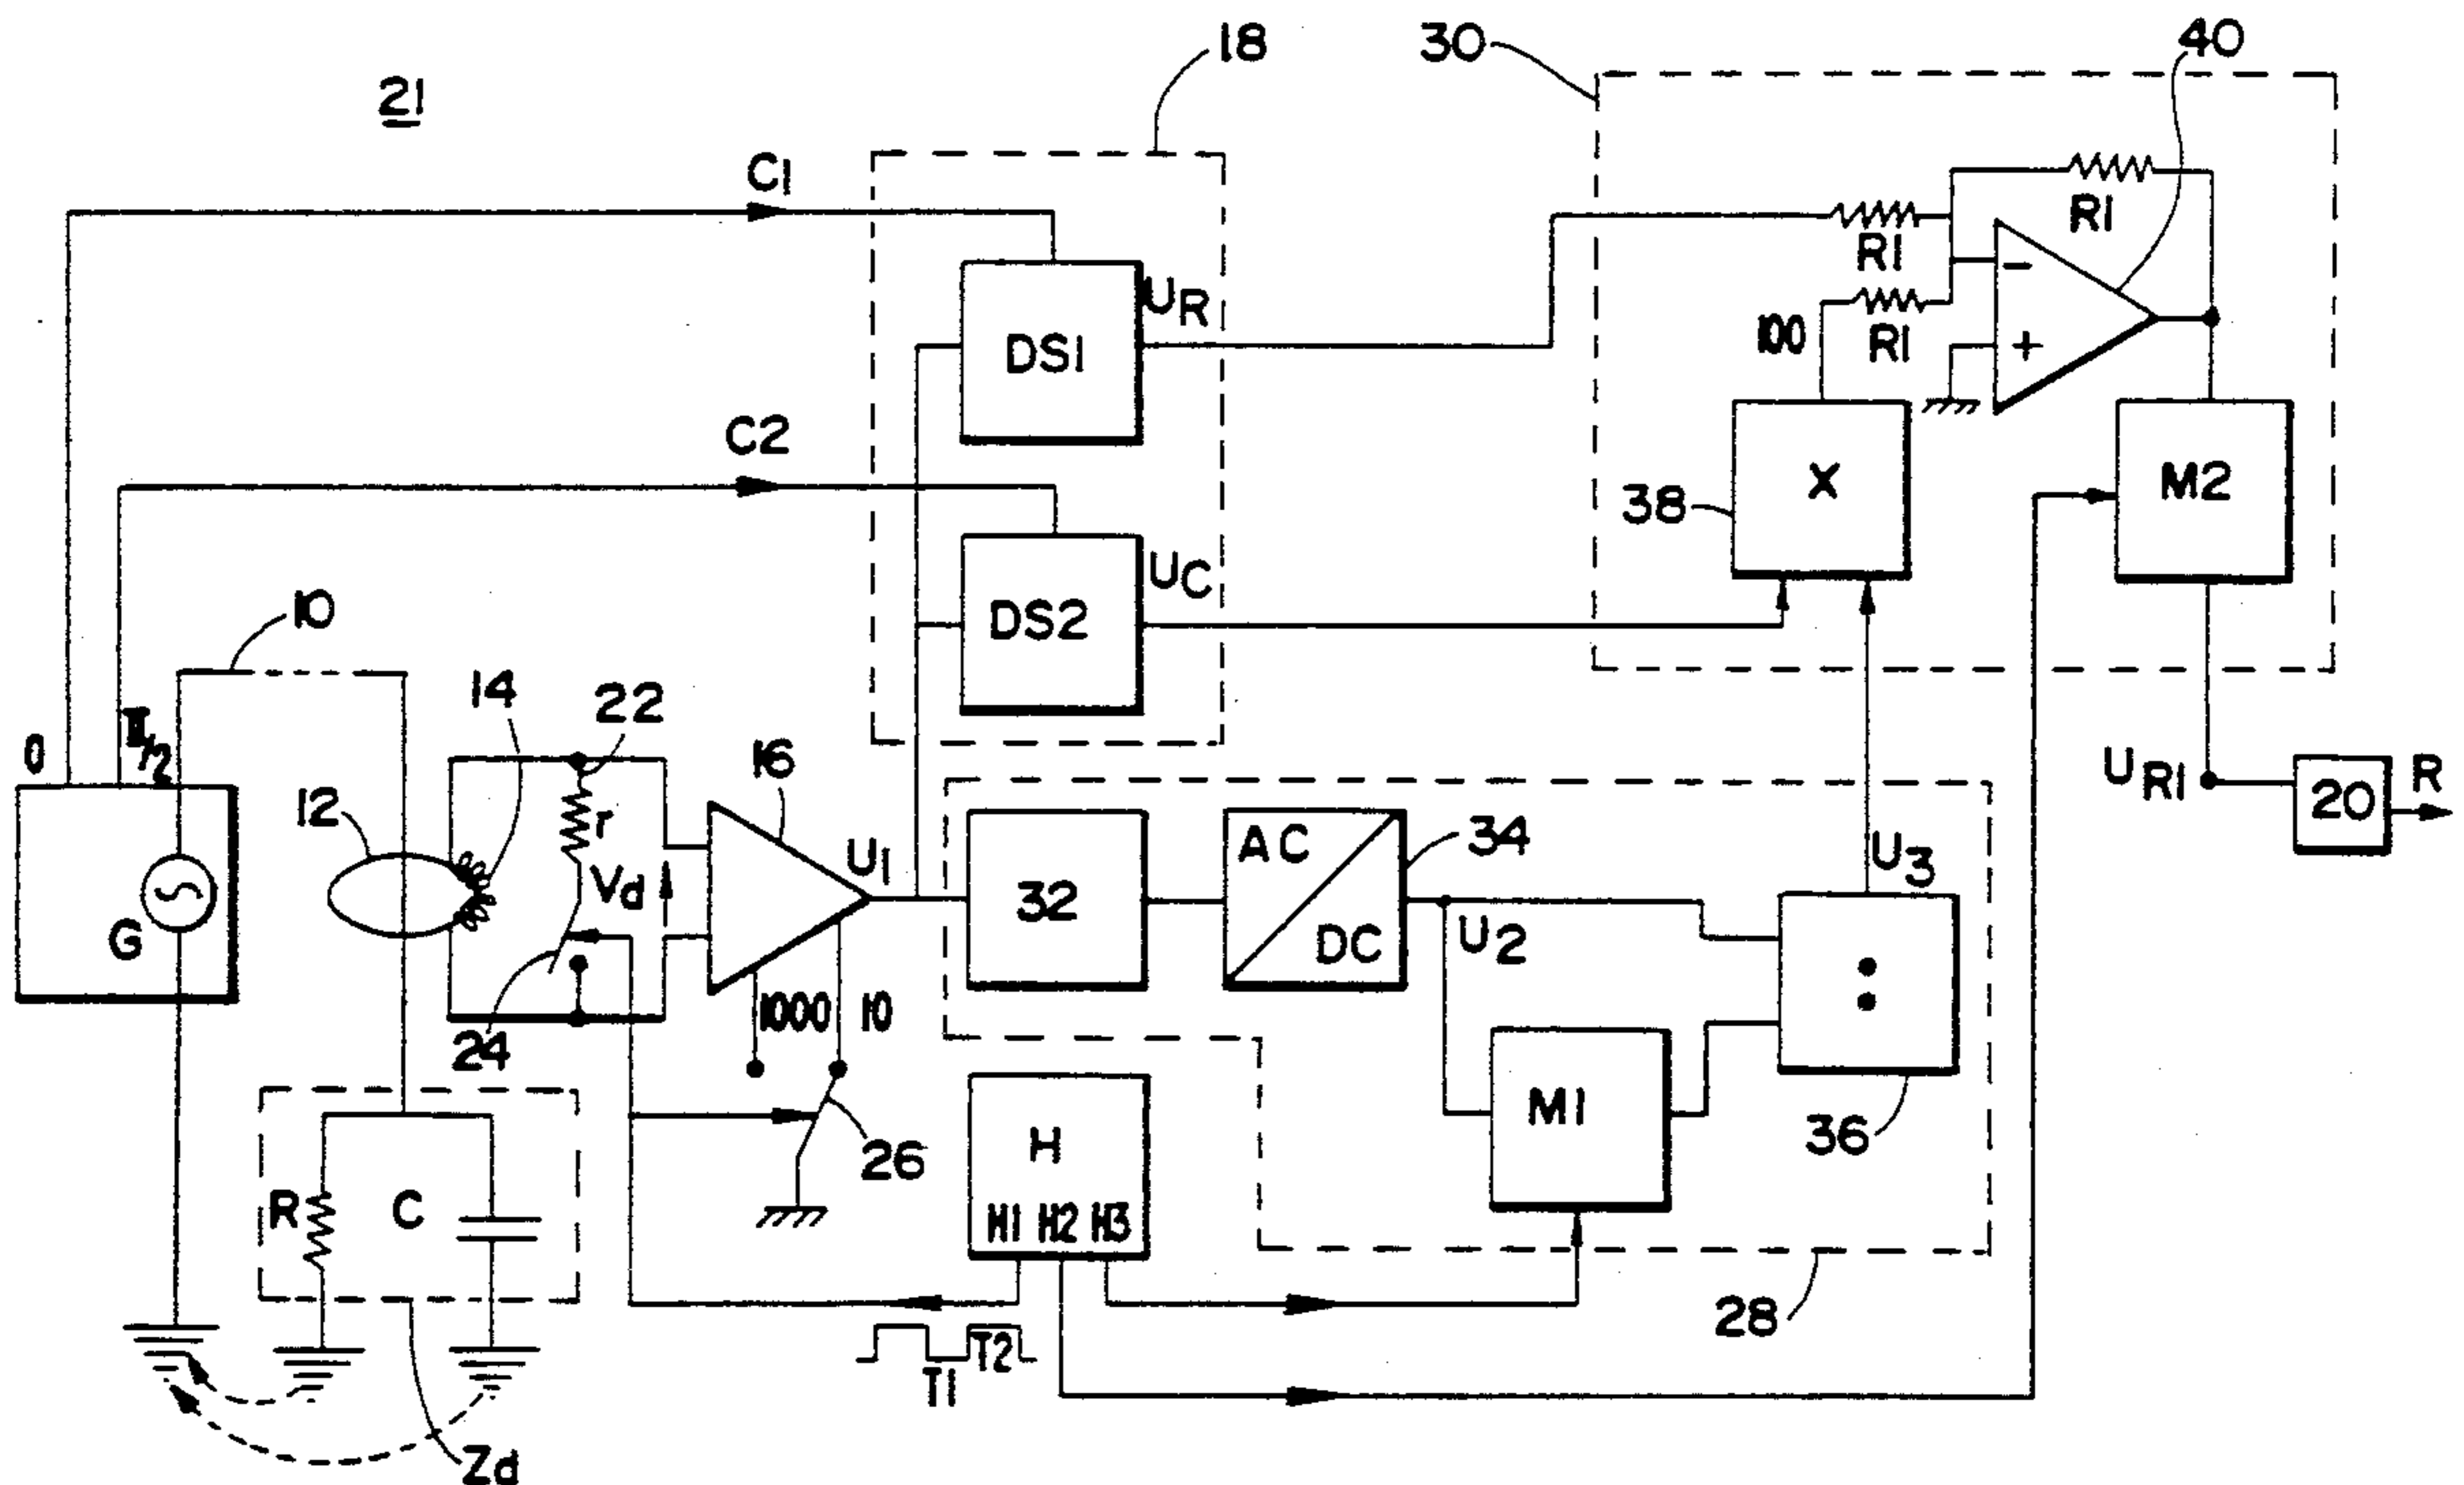 21
18
30
40
C1
UR
DS1
R1
R1
R1
100
-
+
C2
UC
DS2
38
X
M2
10
0
π/2
14
22
16
12
r
Vd
G
U1
32
AC
DC
34
U2
U3
UR1
20
R
24
1000
10
26
M1
36
H
H1 H2 H3
R
C
28
T1
T2
Zd